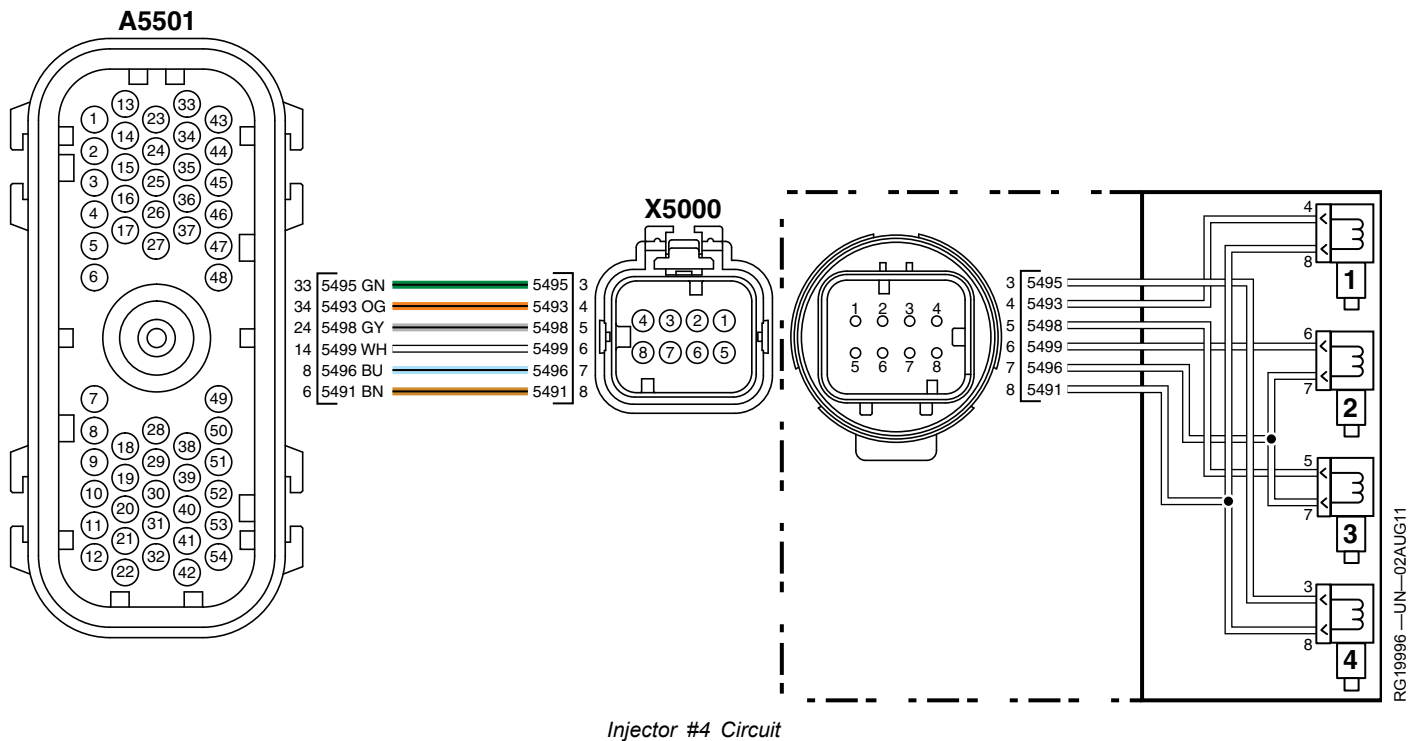 A5501
1 13 23 33 43
2 14 24 34 44
3 15 25 35 45
4 16 26 36 46
5 17 27 37 47
6 48
7 49
8 18 28 38 50
9 19 29 39 51
10 20 30 40 52
11 21 31 41 53
12 22 32 42 54
33 5495 GN 5495 3
34 5493 OG 5493 4
24 5498 GY 5498 5
14 5499 WH 5499 6
8 5496 BU 5496 7
6 5491 BN 5491 8
X5000
4 3 2 1
8 7 6 5
1 2 3 4
5 6 7 8
3 5495
4 5493
5 5498
6 5499
7 5496
8 5491
4
8
1
6
7
2
5
7
3
3
8
4
RG19996 —UN—02AUG11
Injector #4 Circuit